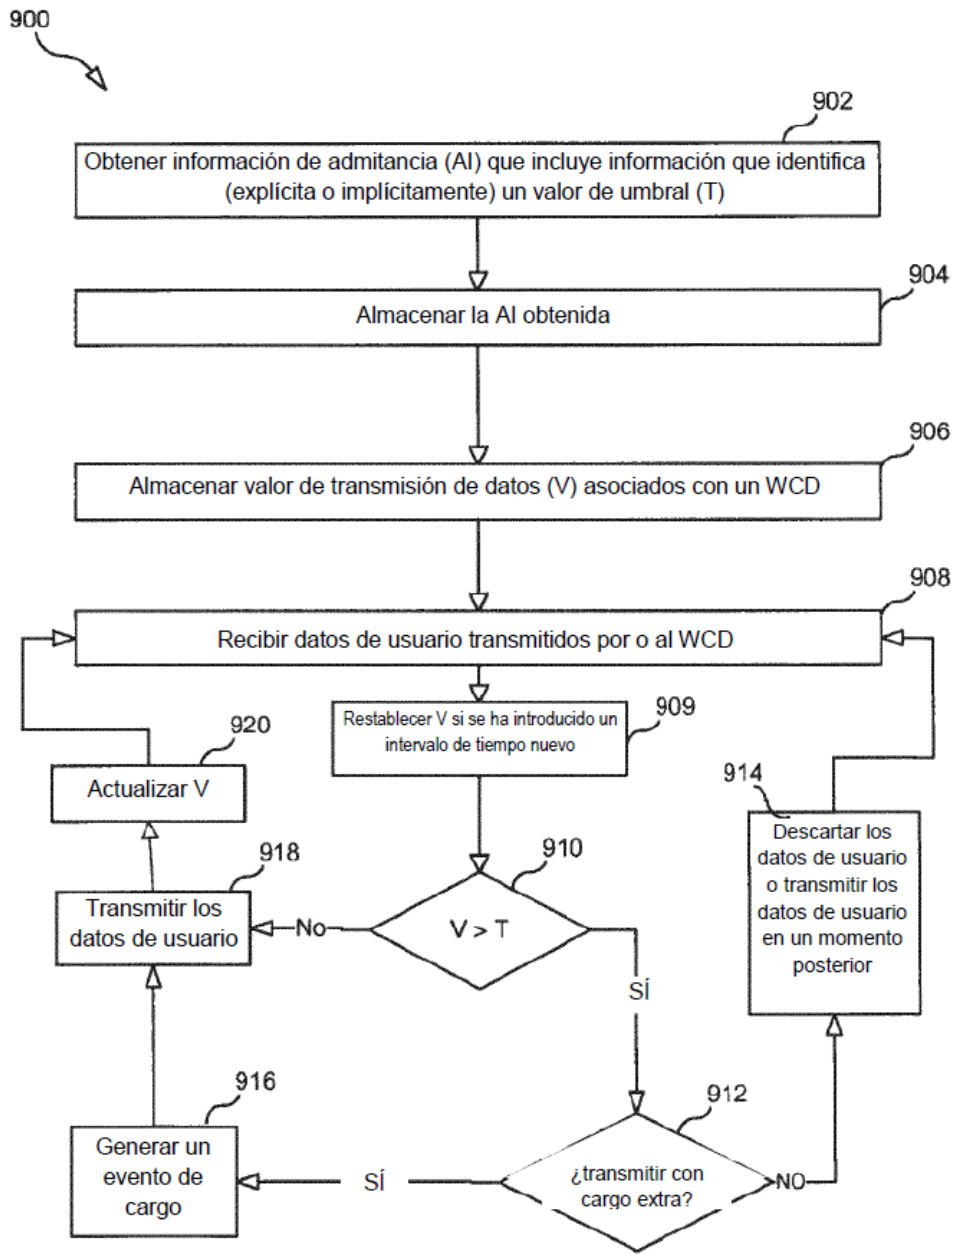 900
902
Obtener información de admitancia (AI) que incluye información que identifica
(explícita o implícitamente) un valor de umbral (T)
904
Almacenar la AI obtenida
906
Almacenar valor de transmisión de datos (V) asociados con un WCD
908
Recibir datos de usuario transmitidos por o al WCD
909
Restablecer V si se ha introducido un
intervalo de tiempo nuevo
920
Actualizar V
914
Descartar los
datos de usuario
o transmitir los
datos de usuario
en un momento
posterior
918
Transmitir los
datos de usuario
910
V > T
No
SÍ
916
Generar un
evento de
cargo
912
¿transmitir con
cargo extra?
SÍ
NO